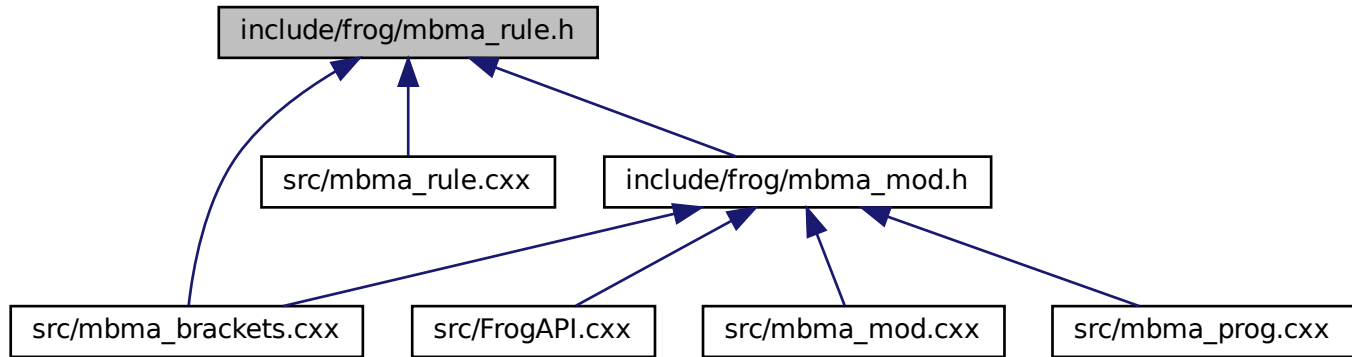 include/frog/mbma_rule.h
src/mbma_rule.cxx
include/frog/mbma_mod.h
src/mbma_brackets.cxx
src/FrogAPI.cxx
src/mbma_mod.cxx
src/mbma_prog.cxx